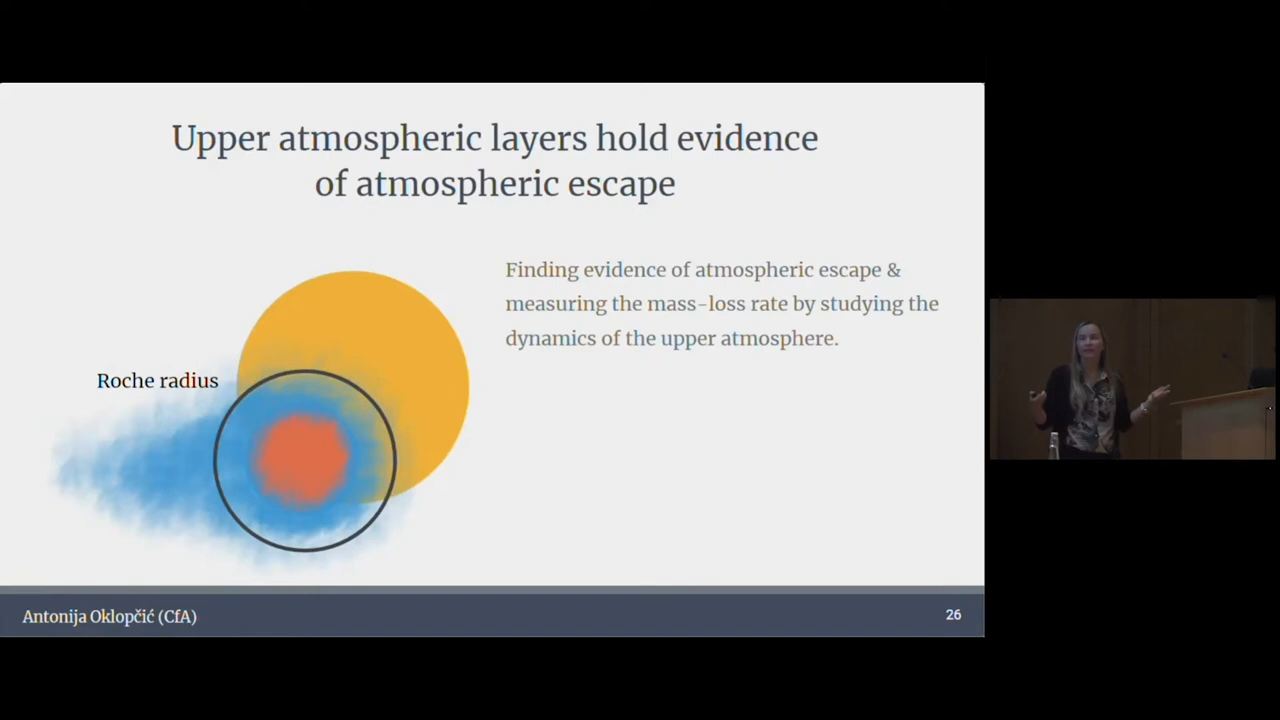 Upper atmospheric layers hold evidence
of atmospheric escape
Finding evidence of atmospheric escape &
measuring the mass-loss rate by studying the
dynamics of the upper atmosphere.
Roche radius
Antonija Oklopčić (CfA)
26